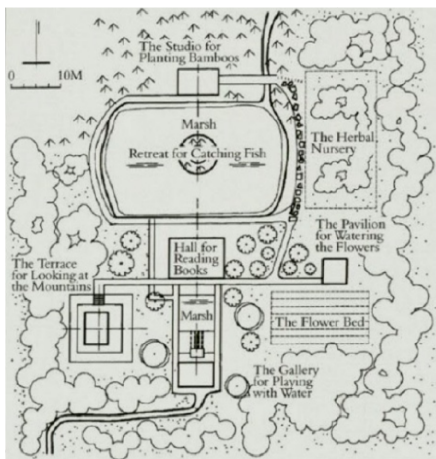 The Studio for
Planting Bamboos
0
10M
Marsh
Retreat for Catching Fish
The Herbal
Nursery
The Pavilion
for Watering
the Flowers
Hall for
Reading
Books
The Terrace
for Looking at
the Mountains
Marsh
The Flower Bed
The Gallery
for Playing
with Water